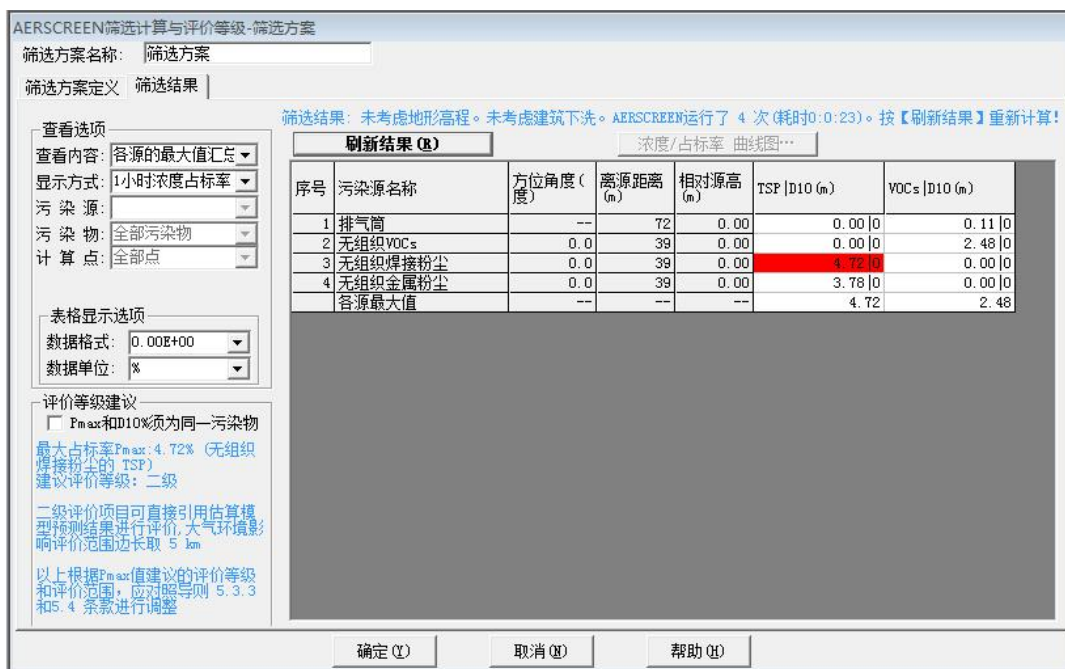 AERSCREEN筛选计算与评价等级-筛选方案
筛选方案名称: 筛选方案
筛选方案定义 筛选结果
筛选结果: 未考虑地形高程。未考虑建筑下洗。AERSCREEN运行了 4 次(耗时0:0:23)。按【刷新结果】重新计算!
查看选项
查看内容: 各源的最大值汇总
显示方式: 1小时浓度占标率
污 染 源:
污 染 物: 全部污染物
计 算 点: 全部点
表格显示选项
数据格式: 0.00E+00
数据单位: %
评价等级建议
Pmax和D10%须为同一污染物
最大占标率Pmax:4.72% (无组织
焊接粉尘的 TSP)
建议评价等级: 二级
二级评价项目可直接引用估算模
型预测结果进行评价,大气环境影
响评价范围边长取 5 km
以上根据Pmax值建议的评价等级
和评价范围,应对照导则 5.3.3
和5.4 条款进行调整
刷新结果(R) 浓度/占标率 曲线图…
序号 污染源名称 方位角度(度) 离源距离(m) 相对源高(m) TSP|D10(m) VOCs|D10(m)
1 排气筒 -- 72 0.00 0.00|0 0.11|0
2 无组织VOCs 0.0 39 0.00 0.00|0 2.48|0
3 无组织焊接粉尘 0.0 39 0.00 4.72|0 0.00|0
4 无组织金属粉尘 0.0 39 0.00 3.78|0 0.00|0
各源最大值 -- -- -- 4.72 2.48
确定(Y) 取消(N) 帮助(H)